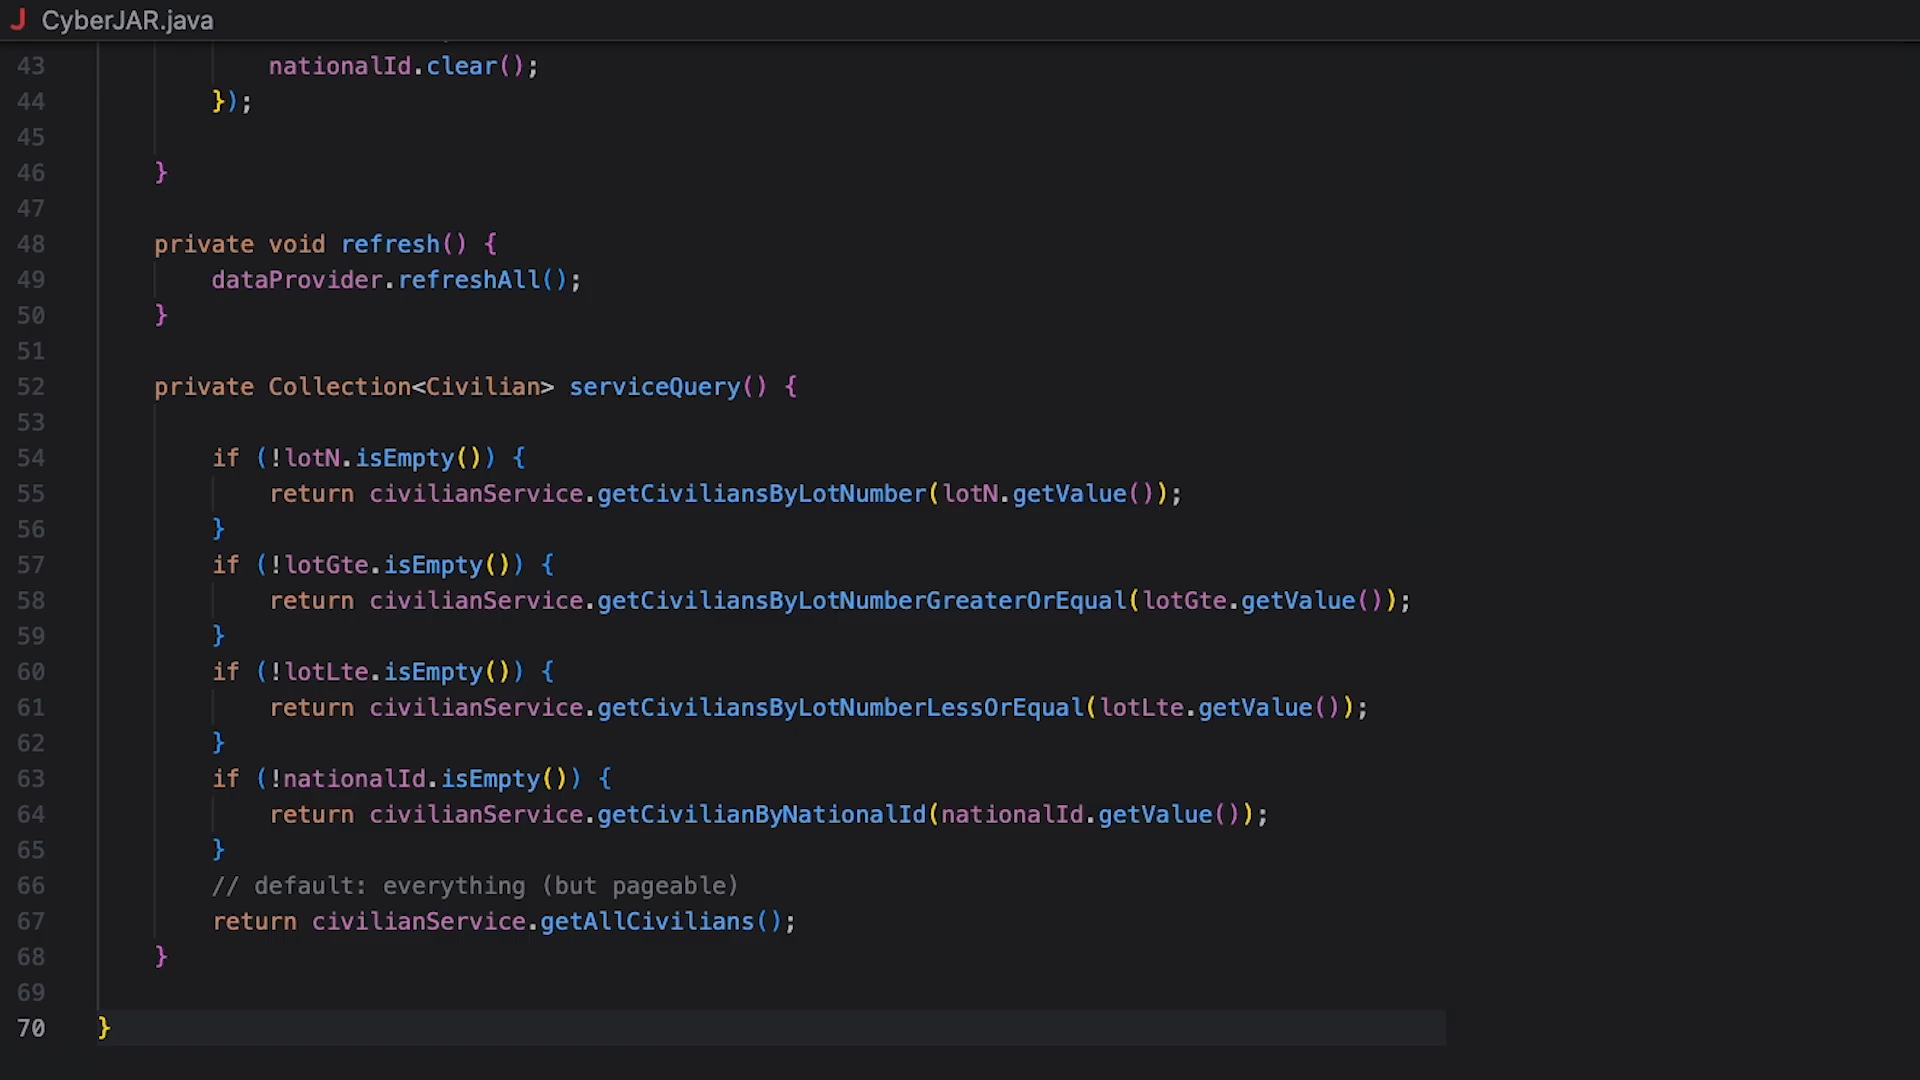 J CyberJAR.java
43 nationalId.clear();
44 });
45
46 }
47
48 private void refresh() {
49 dataProvider.refreshAll();
50 }
51
52 private Collection<Civilian> serviceQuery() {
53
54 if (!lotN.isEmpty()) {
55 return civilianService.getCiviliansByLotNumber(lotN.getValue());
56 }
57 if (!lotGte.isEmpty()) {
58 return civilianService.getCiviliansByLotNumberGreaterOrEqual(lotGte.getValue());
59 }
60 if (!lotLte.isEmpty()) {
61 return civilianService.getCiviliansByLotNumberLessOrEqual(lotLte.getValue());
62 }
63 if (!nationalId.isEmpty()) {
64 return civilianService.getCivilianByNationalId(nationalId.getValue());
65 }
66 // default: everything (but pageable)
67 return civilianService.getAllCivilians();
68 }
69
70 }